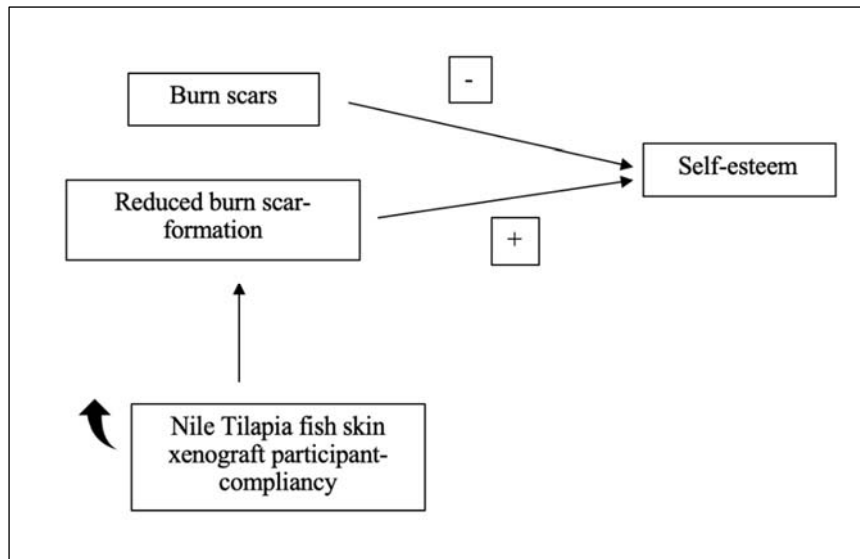 Burn scars
-
Self-esteem
Reduced burn scar-
formation
+
Nile Tilapia fish skin
xenograft participant-
compliancy